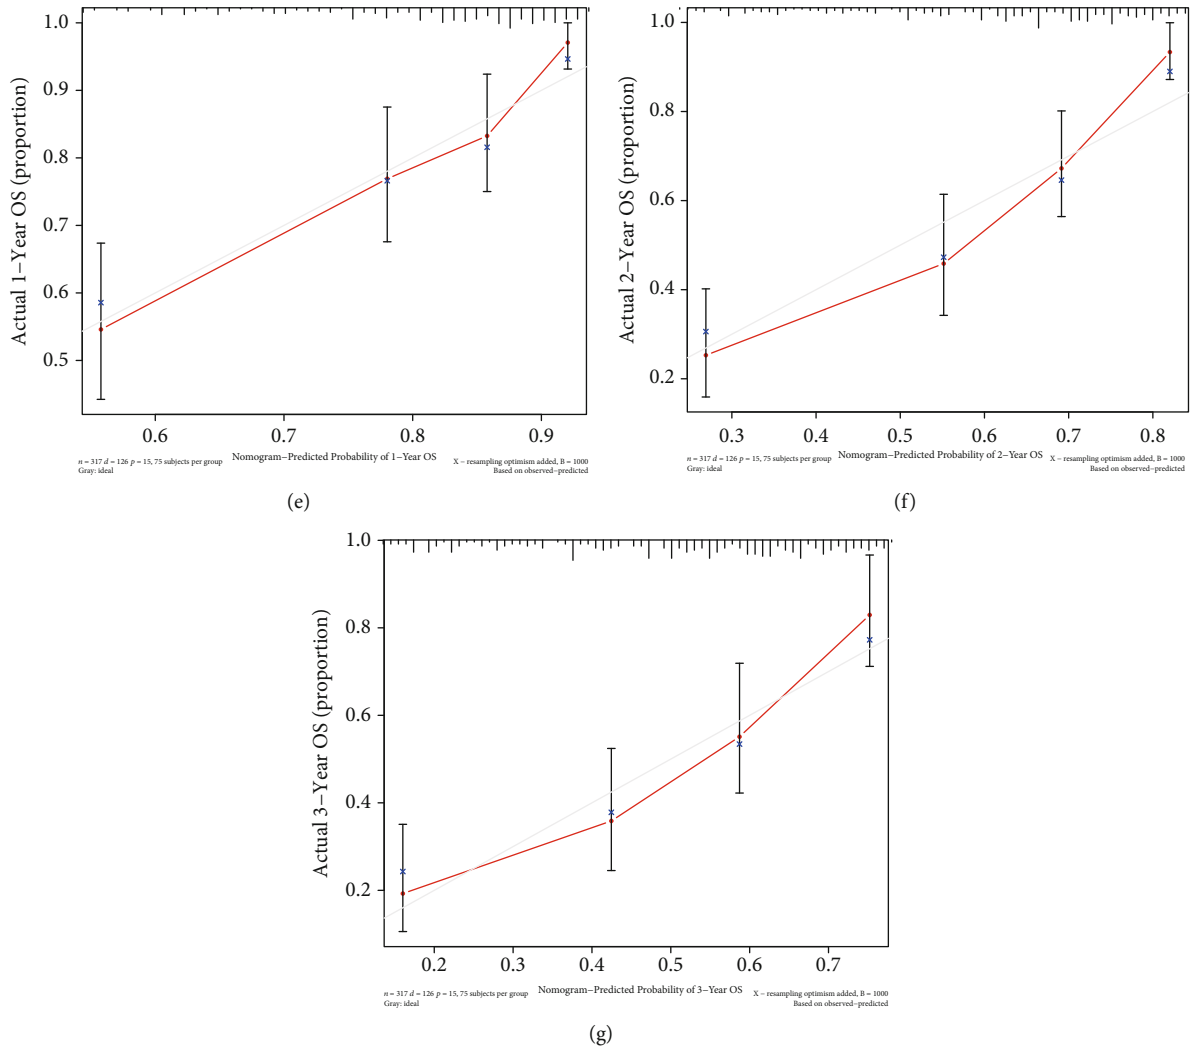 1.0
0.9
0.8
0.7
0.6
0.5
Actual 1−Year OS (proportion)
0.6 0.7 0.8 0.9
Nomogram−Predicted Probability of 1−Year OS
n = 317 d = 126 p = 15, 75 subjects per group
Gray: ideal
X − resampling optimism added, B = 1000
Based on observed−predicted
(e)
1.0
0.8
0.6
0.4
0.2
Actual 2−Year OS (proportion)
0.3 0.4 0.5 0.6 0.7 0.8
Nomogram−Predicted Probability of 2−Year OS
n = 317 d = 126 p = 15, 75 subjects per group
Gray: ideal
X − resampling optimism added, B = 1000
Based on observed−predicted
(f)
1.0
0.8
0.6
0.4
0.2
Actual 3−Year OS (proportion)
0.2 0.3 0.4 0.5 0.6 0.7
Nomogram−Predicted Probability of 3−Year OS
n = 317 d = 126 p = 15, 75 subjects per group
Gray: ideal
X − resampling optimism added, B = 1000
Based on observed−predicted
(g)